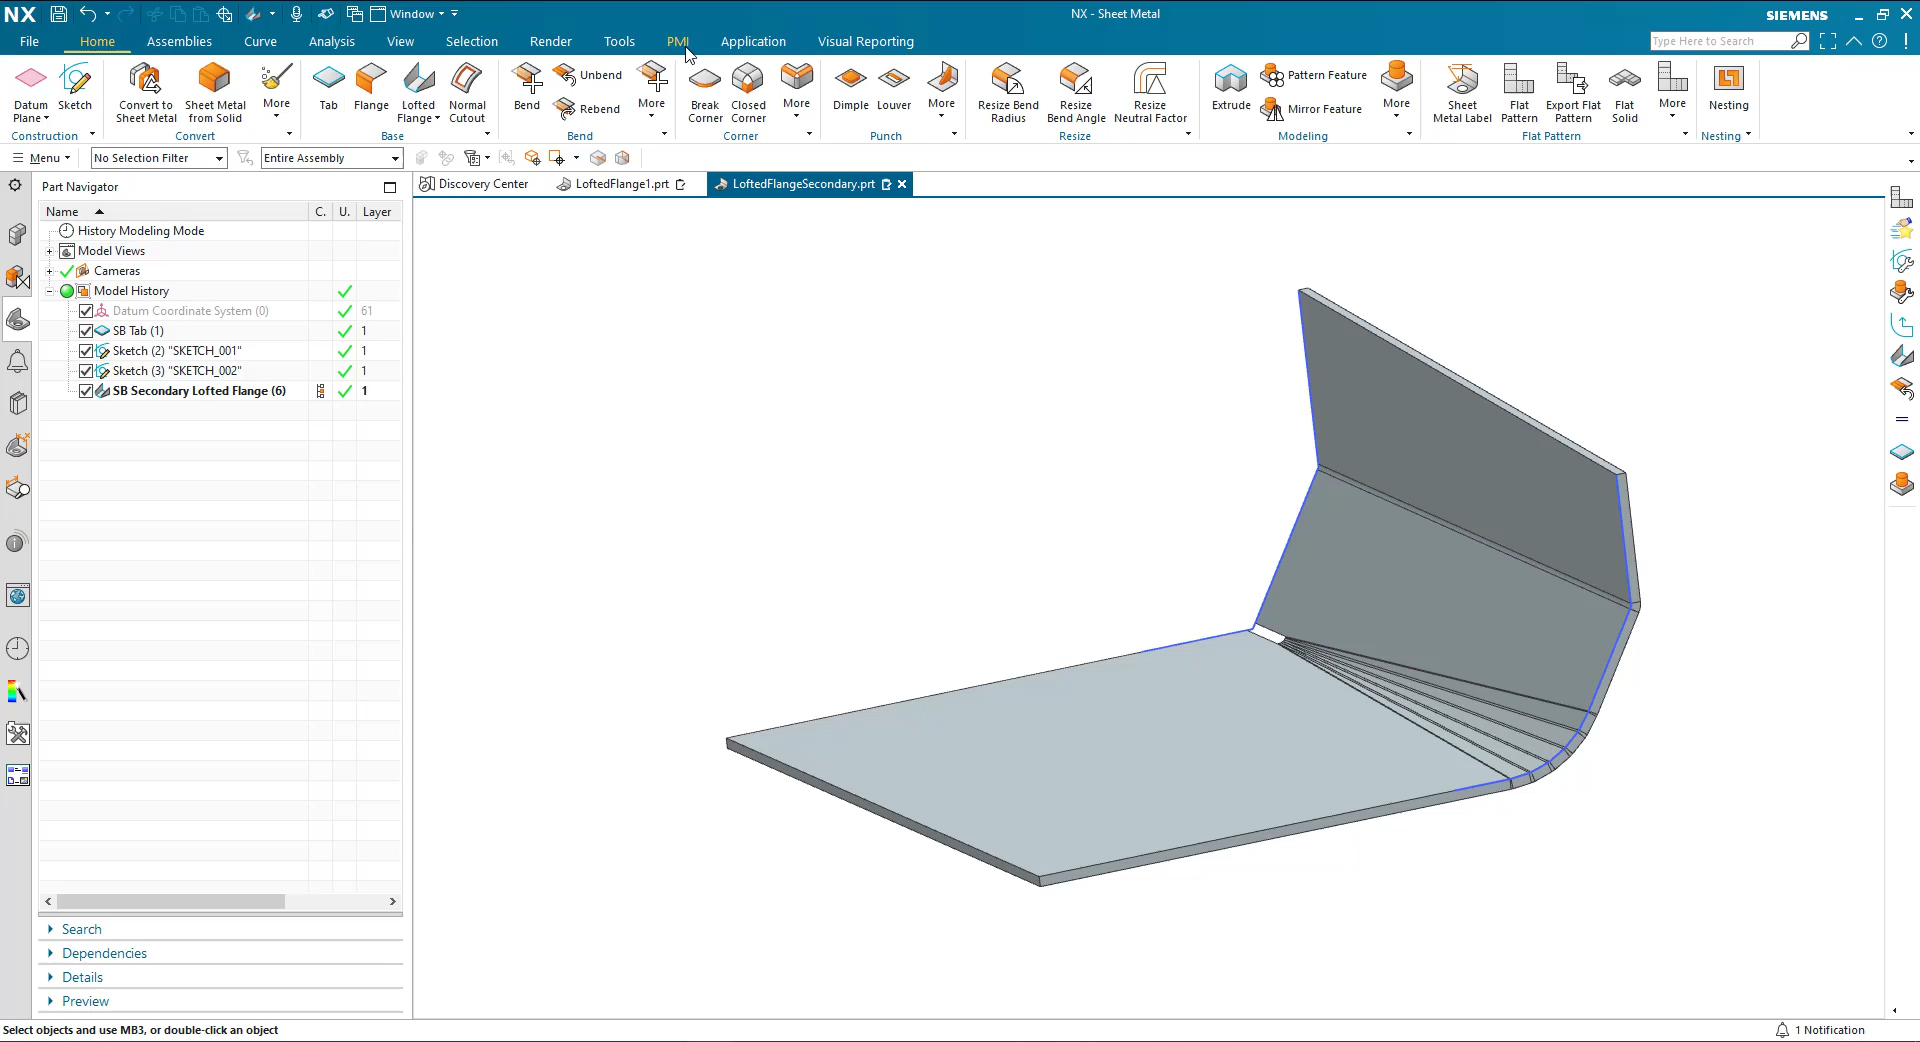 NX
Window
NX - Sheet Metal
SIEMENS
File
Home
Assemblies
Curve
Analysis
View
Selection
Render
Tools
PMI
Application
Visual Reporting
Type Here to Search
Datum Plane
Sketch
Construction
Convert to Sheet Metal
Sheet Metal from Solid
More
Convert
Tab
Flange
Lofted Flange
Normal Cutout
Base
Bend
Unbend
Rebend
More
Bend
Break Corner
Closed Corner
More
Corner
Dimple
Louver
More
Punch
Resize Bend Radius
Resize Bend Angle
Resize Neutral Factor
Resize
Extrude
Pattern Feature
Mirror Feature
More
Modeling
Sheet Metal Label
Flat Pattern
Export Flat Pattern
Flat Solid
More
Flat Pattern
Nesting
Nesting
Menu
No Selection Filter
Entire Assembly
Part Navigator
Discovery Center
LoftedFlange1.prt
LoftedFlangeSecondary.prt
Name C. U. Layer
History Modeling Mode
Model Views
Cameras
Model History
Datum Coordinate System (0) 61
SB Tab (1) 1
Sketch (2) "SKETCH_001" 1
Sketch (3) "SKETCH_002" 1
SB Secondary Lofted Flange (6) 1
Search
Dependencies
Details
Preview
Select objects and use MB3, or double-click an object
1 Notification